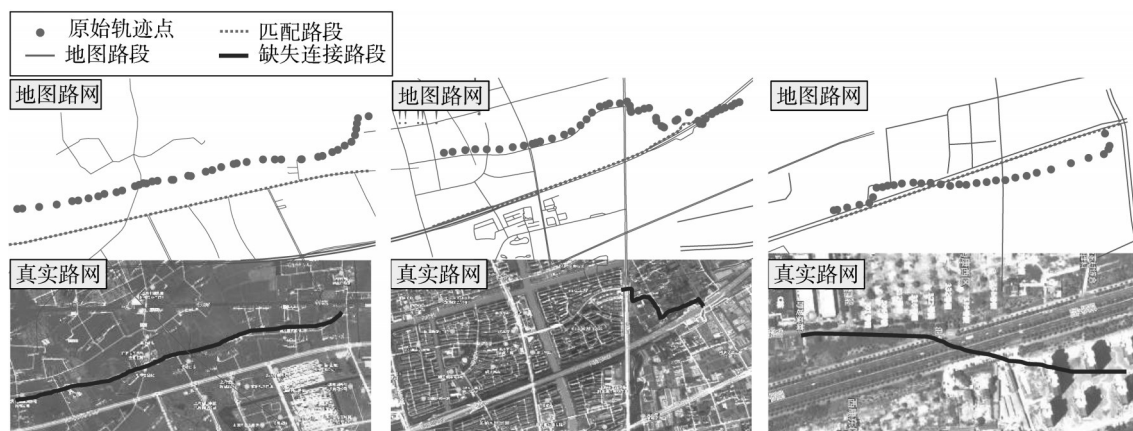 原始轨迹点 匹配路段
地图路段 缺失连接路段
地图路网 地图路网 地图路网
真实路网 真实路网 真实路网